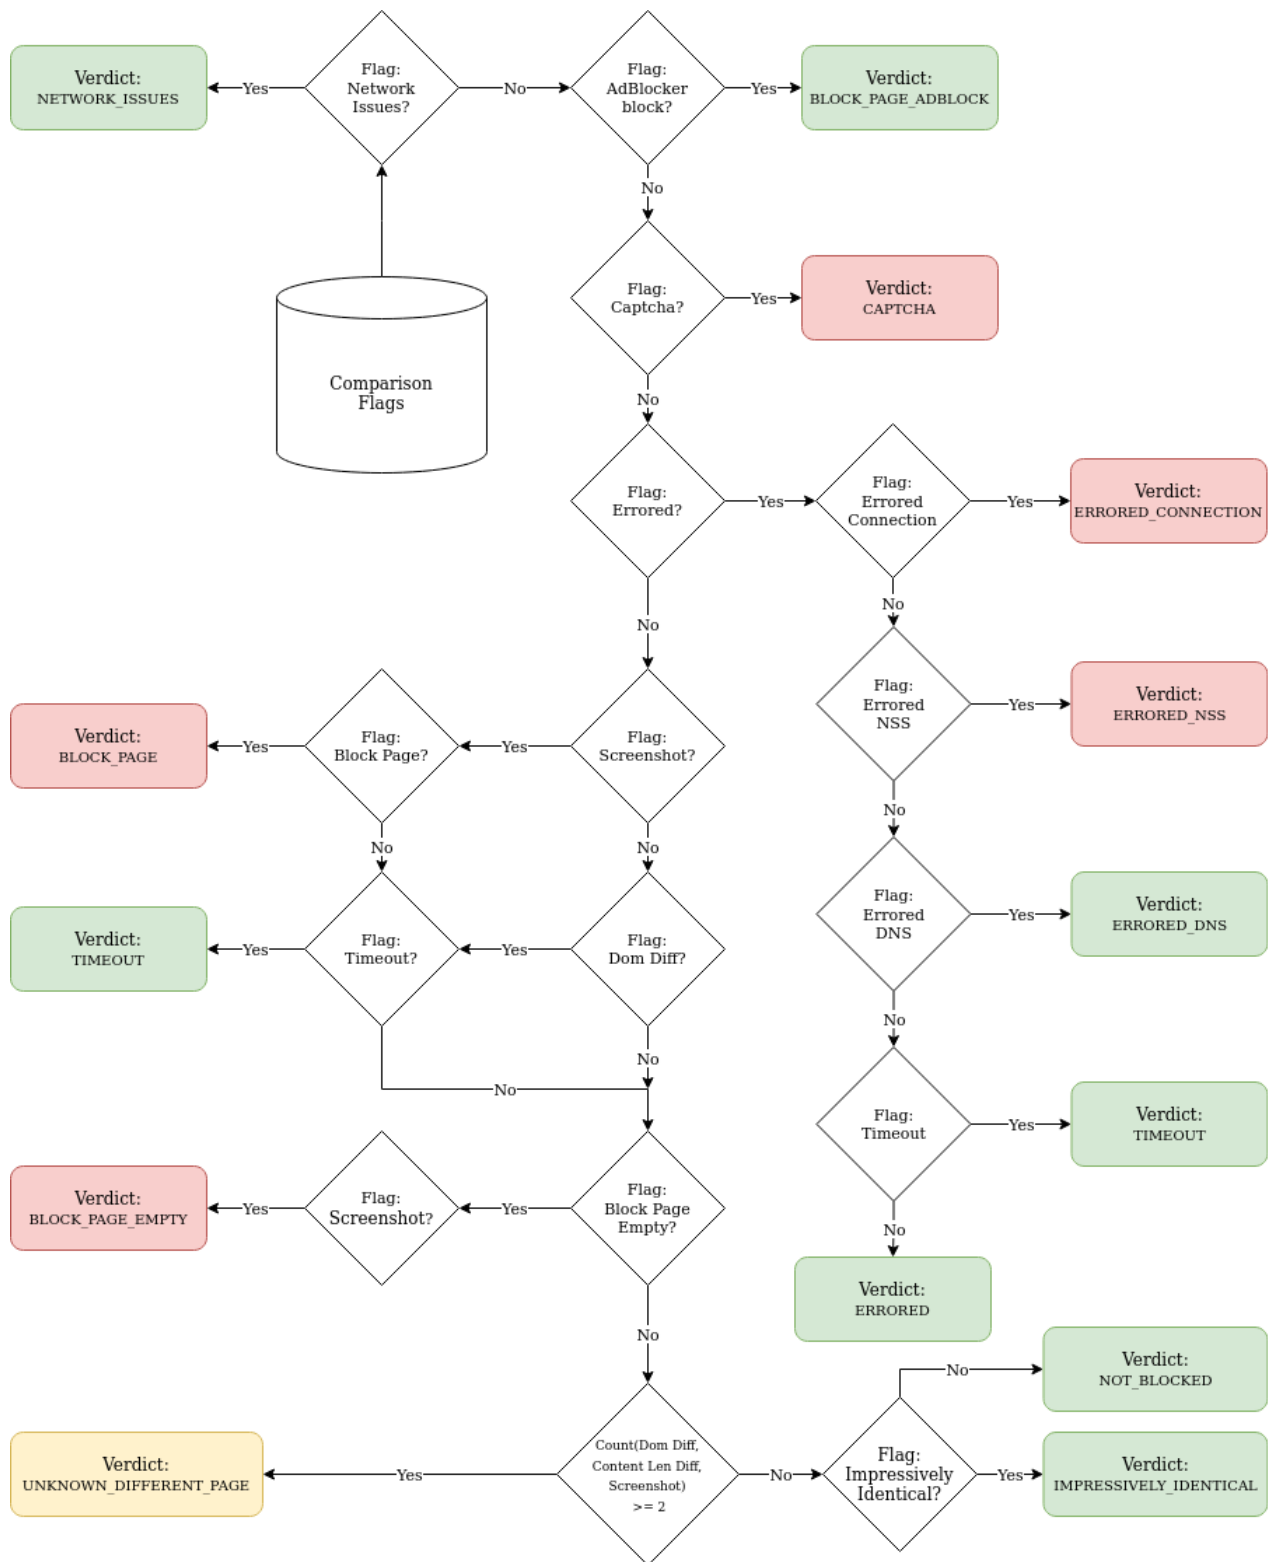 Verdict:
NETWORK_ISSUES
Yes
Flag:
Network
Issues?
No
Flag:
AdBlocker
block?
Yes
Verdict:
BLOCK_PAGE_ADBLOCK
No
Comparison
Flags
Flag:
Captcha?
Yes
Verdict:
CAPTCHA
No
Flag:
Errored?
Yes
Flag:
Errored
Connection
Yes
Verdict:
ERRORED_CONNECTION
No
No
Verdict:
BLOCK_PAGE
Yes
Flag:
Block Page?
Yes
Flag:
Screenshot?
Flag:
Errored
NSS
Yes
Verdict:
ERRORED_NSS
No
No
No
Verdict:
TIMEOUT
Yes
Flag:
Timeout?
Yes
Flag:
Dom Diff?
Flag:
Errored
DNS
Yes
Verdict:
ERRORED_DNS
No
No
No
Flag:
Timeout
Yes
Verdict:
TIMEOUT
Verdict:
BLOCK_PAGE_EMPTY
Yes
Flag:
Screenshot?
Yes
Flag:
Block Page
Empty?
No
Verdict:
ERRORED
No
Verdict:
UNKNOWN_DIFFERENT_PAGE
Yes
Count(Dom Diff,
Content Len Diff,
Screenshot)
>= 2
No
Flag:
Impressively
Identical?
No
Verdict:
NOT_BLOCKED
Yes
Verdict:
IMPRESSIVELY_IDENTICAL